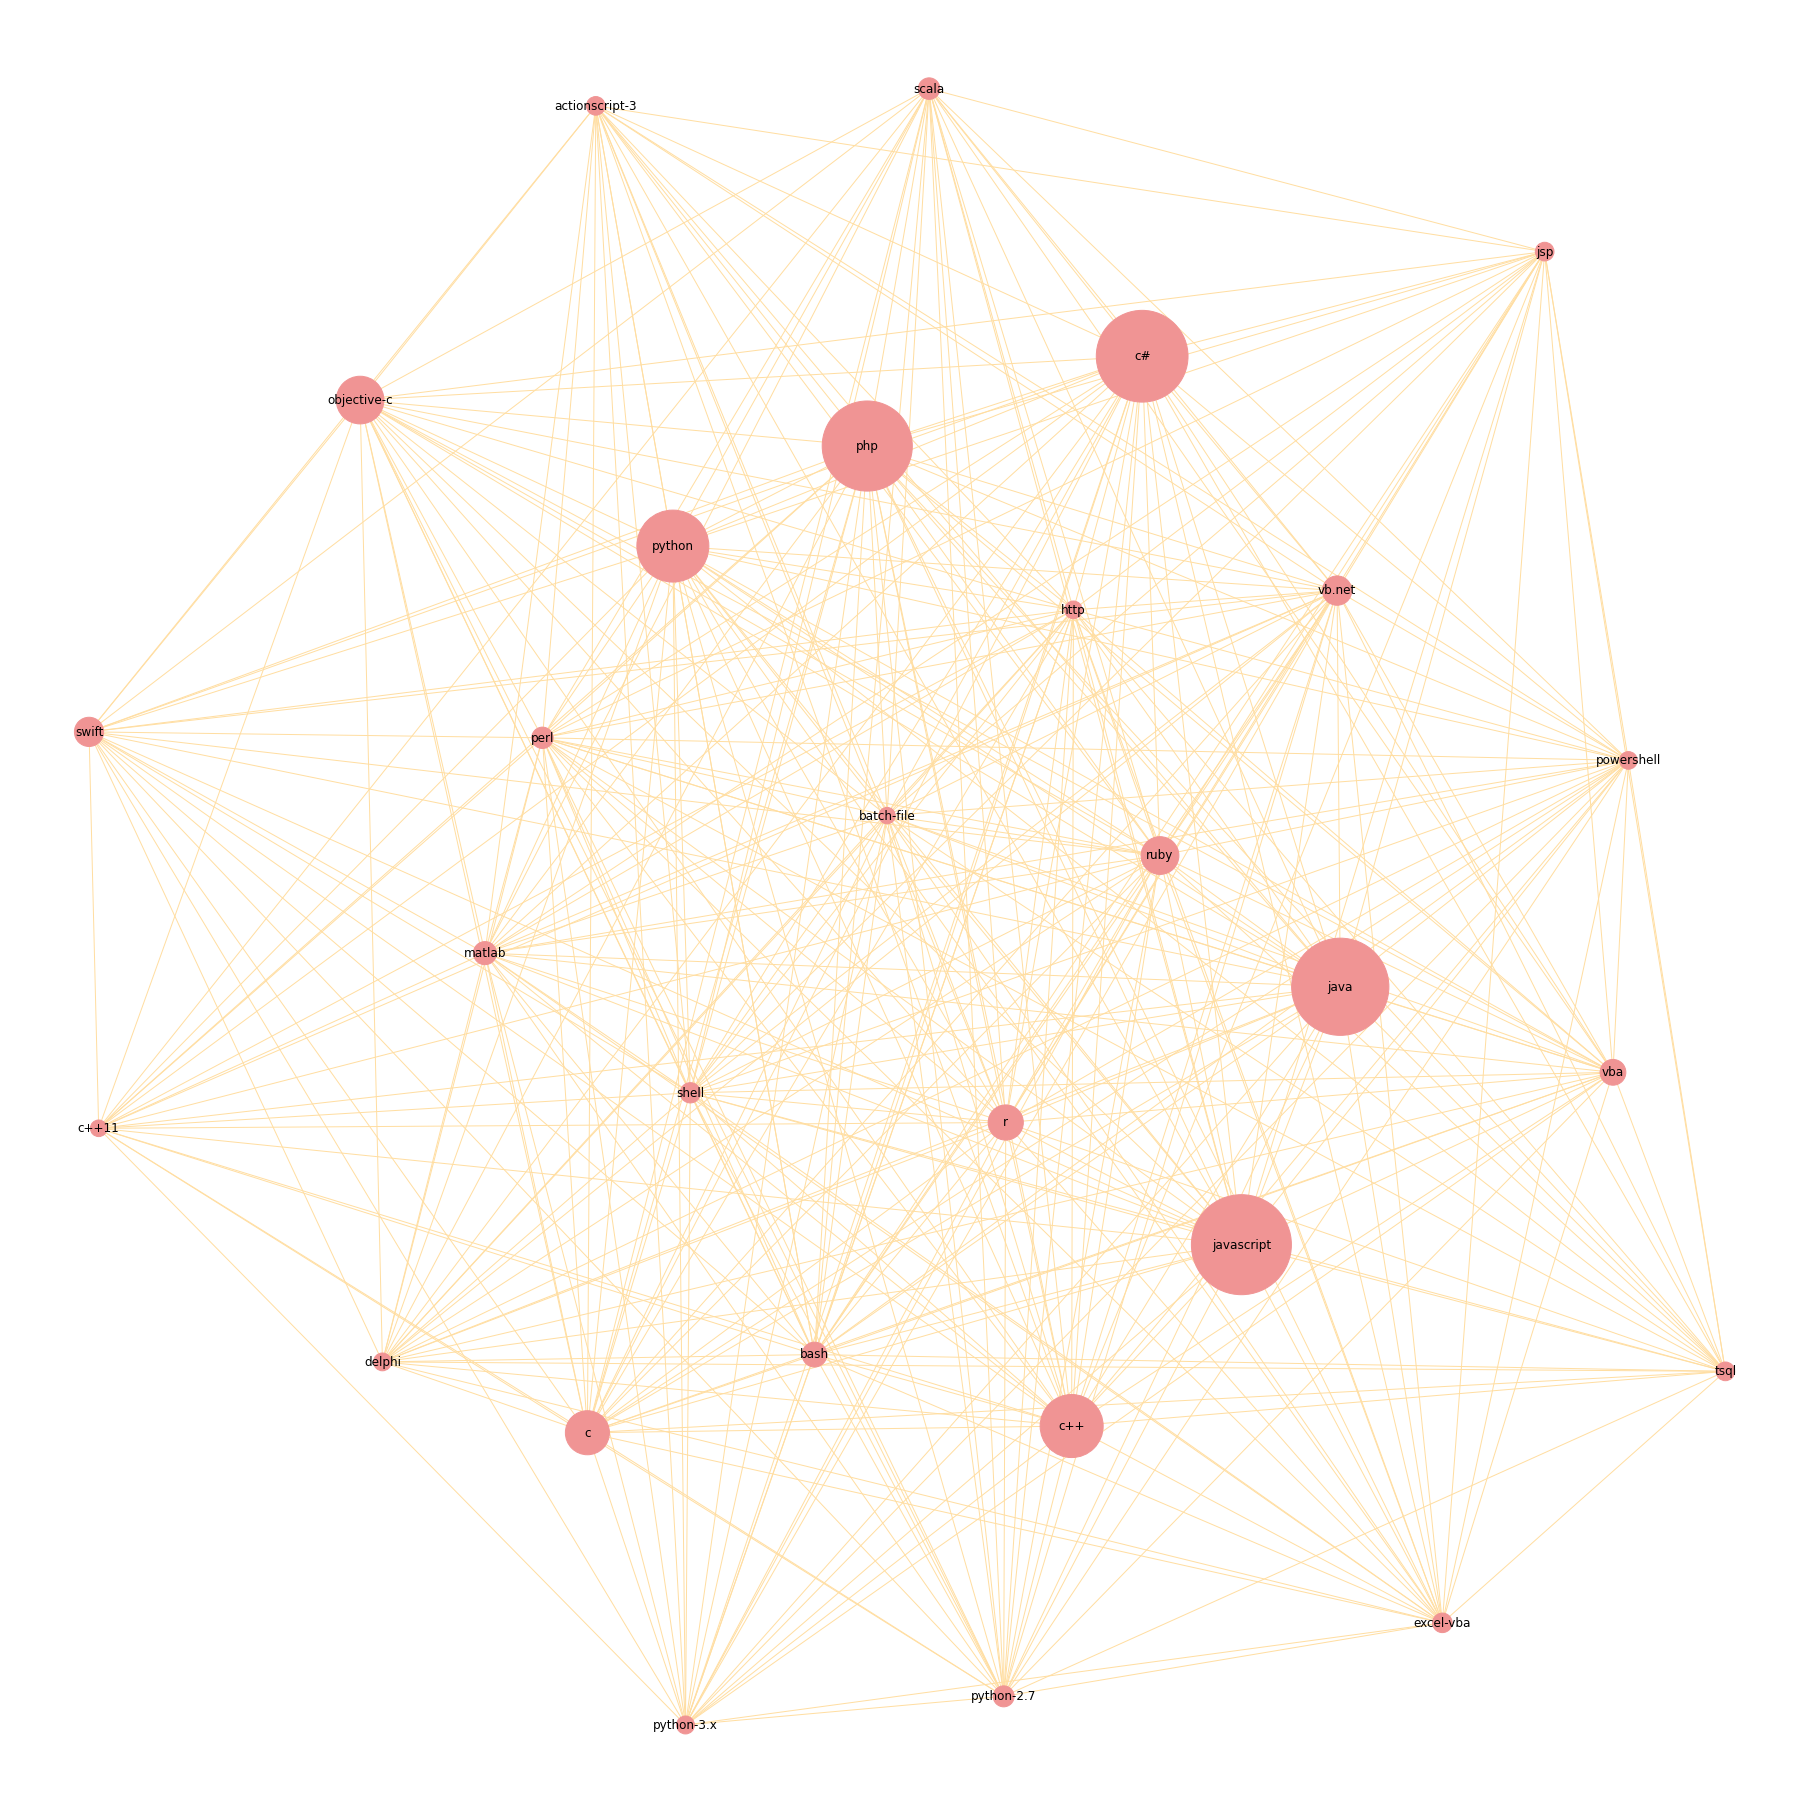 scala
actionscript-3
jsp
c#
objective-c
php
python
vb.net
http
swift
perl
powershell
batch-file
ruby
matlab
java
vba
shell
r
c++11
javascript
bash
delphi
tsql
c++
c
excel-vba
python-2.7
python-3.x